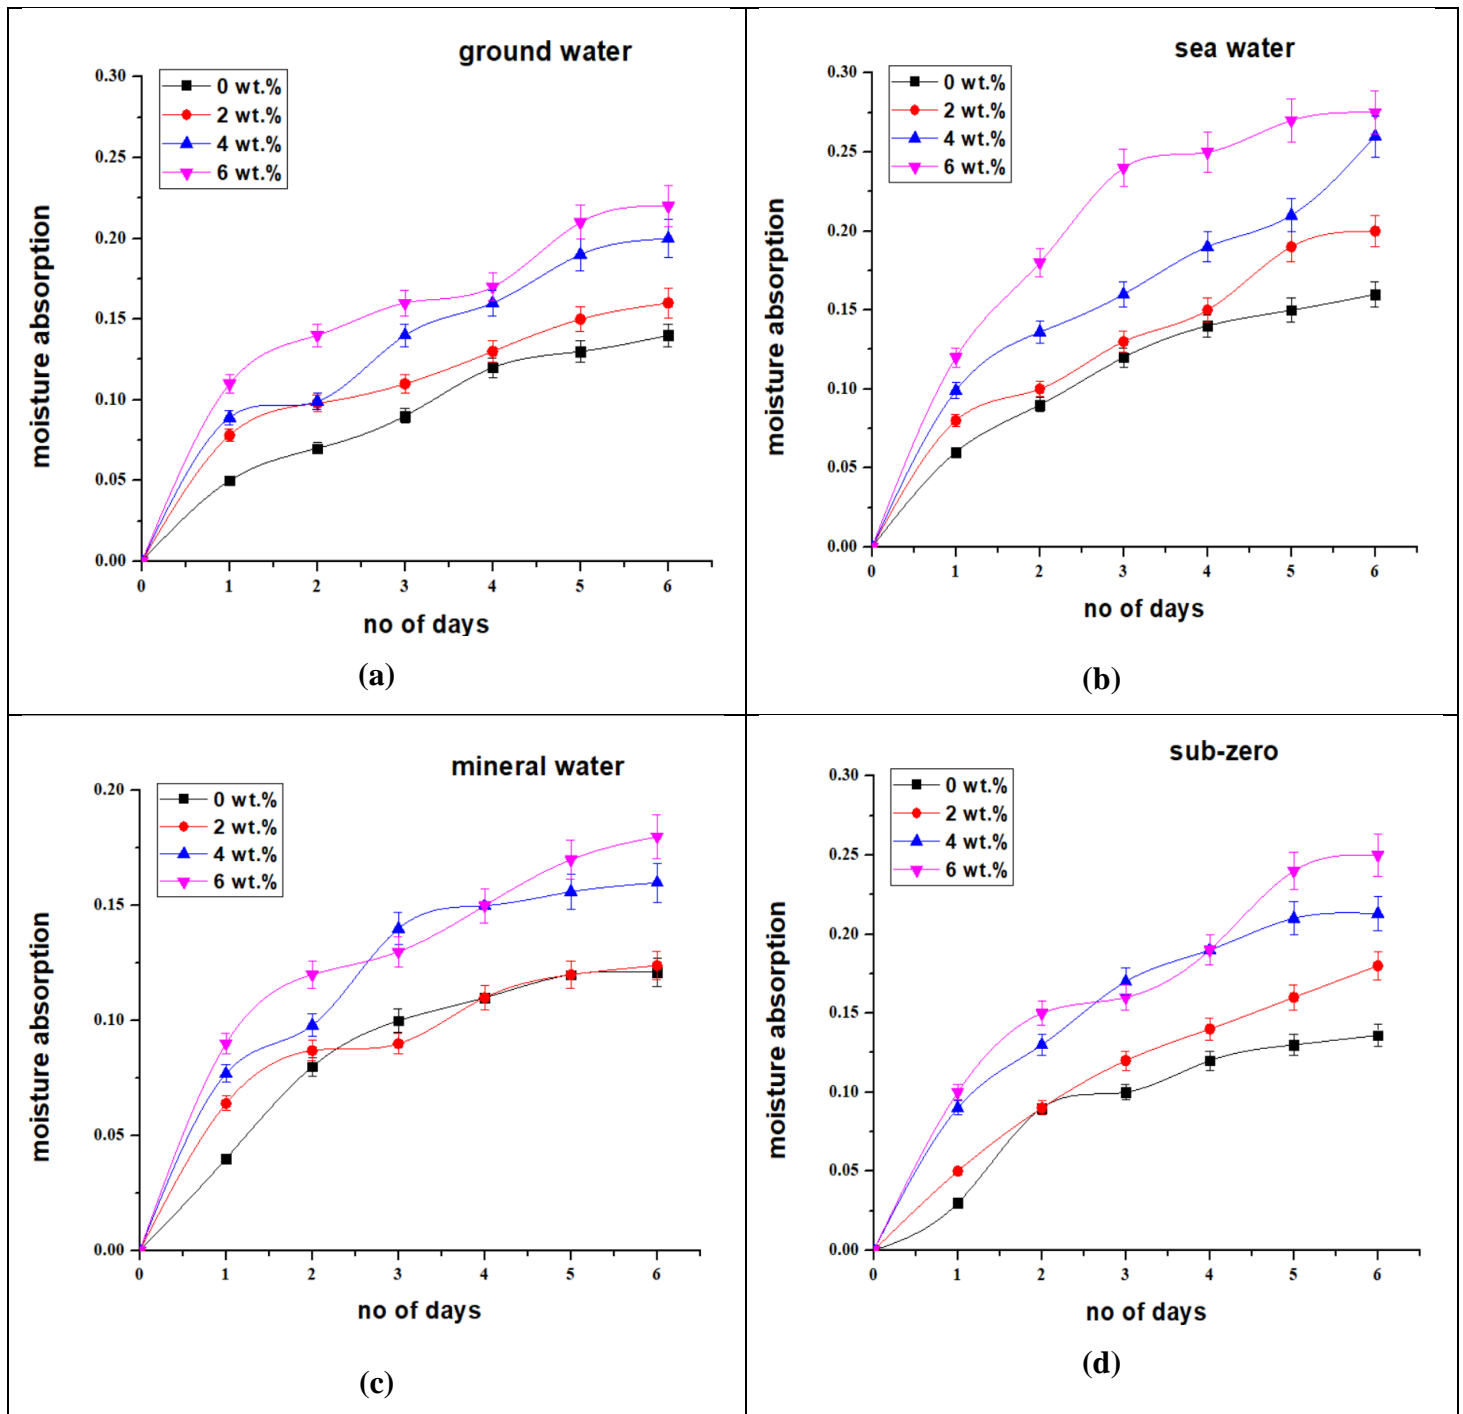 ground water
0.30
0.25
0.20
0.15
0.10
0.05
0.00
0 wt.%
2 wt.%
4 wt.%
6 wt.%
moisture absorption
0 1 2 3 4 5 6
no of days
(a)
sea water
0.30
0.25
0.20
0.15
0.10
0.05
0.00
0 wt.%
2 wt.%
4 wt.%
6 wt.%
moisture absorption
0 1 2 3 4 5 6
no of days
(b)
mineral water
0.20
0.15
0.10
0.05
0.00
0 wt.%
2 wt.%
4 wt.%
6 wt.%
moisture absorption
0 1 2 3 4 5 6
no of days
(c)
sub-zero
0.30
0.25
0.20
0.15
0.10
0.05
0.00
0 wt.%
2 wt.%
4 wt.%
6 wt.%
moisture absorption
0 1 2 3 4 5 6
no of days
(d)